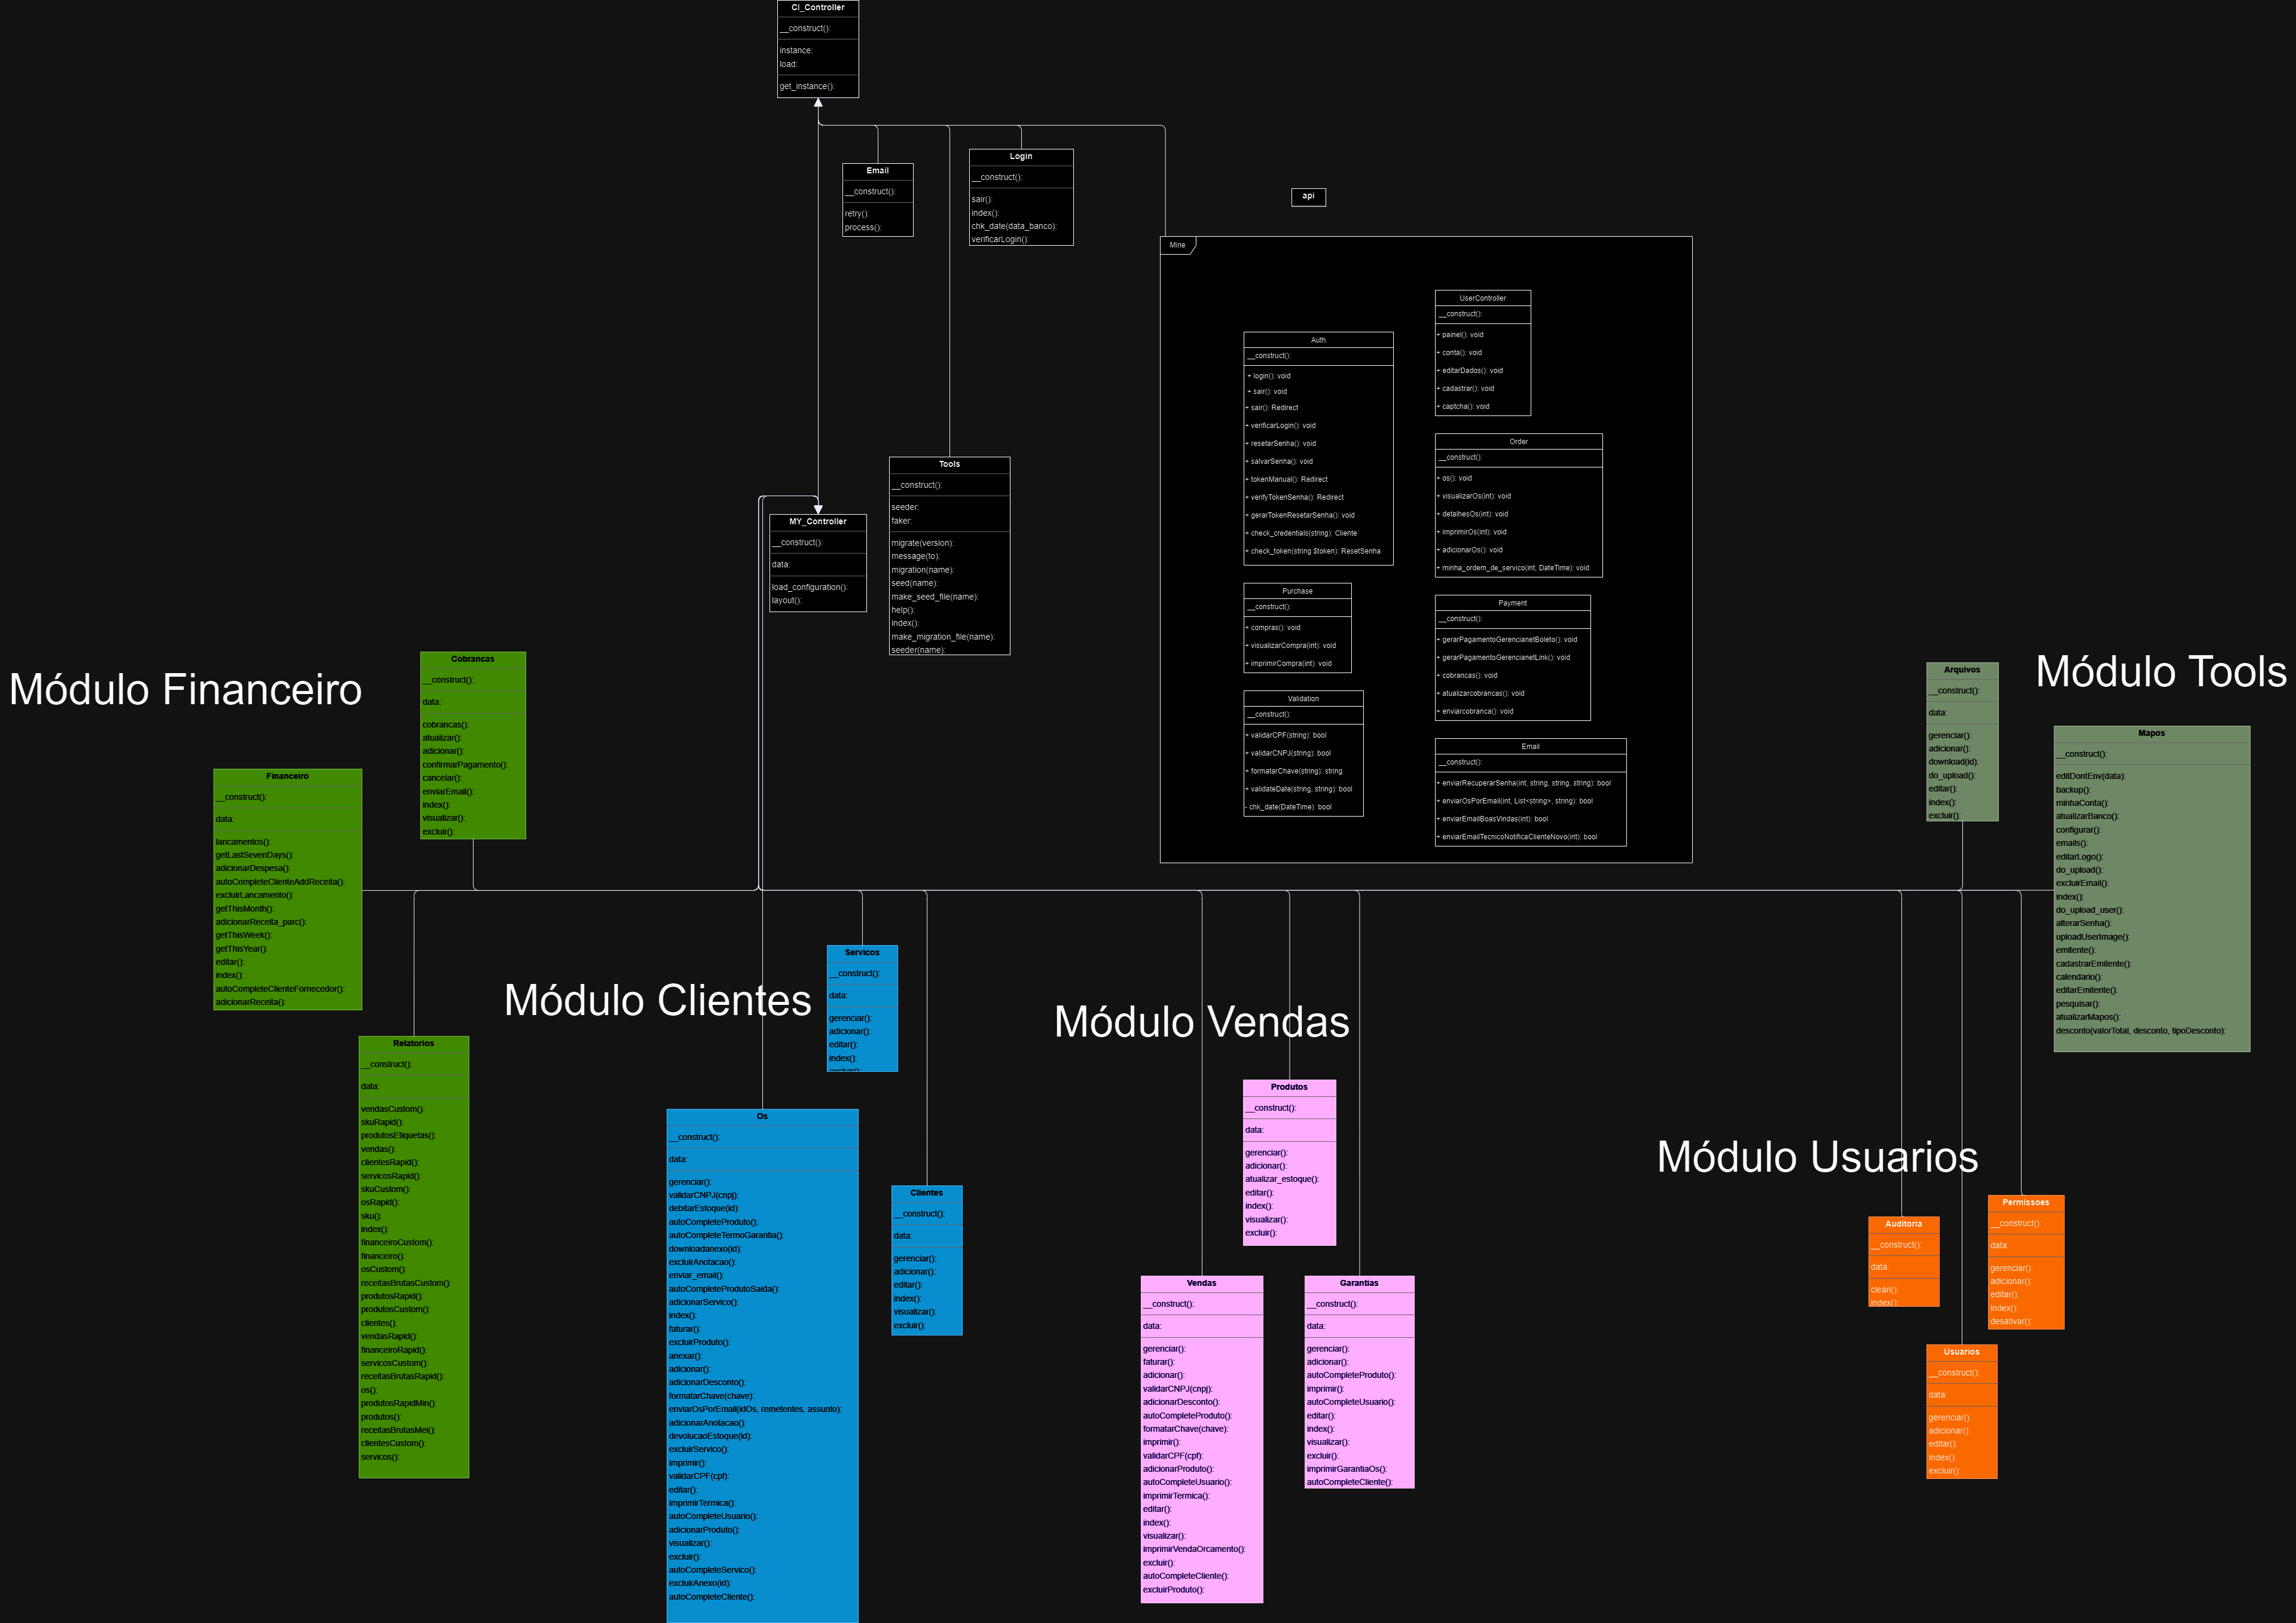 CI_Controller
__construct():
instance:
load:
get_instance():
Email
__construct():
retry():
process():
Login
__construct():
sair():
index():
chk_date(data_banco):
verificarLogin():
api
Mine
Auth
__construct():
+ login(): void
+ sair(): void
+ sair(): Redirect
+ verificarLogin(): void
+ resetarSenha(): void
+ salvarSenha(): void
+ tokenManual(): Redirect
+ verifyTokenSenha(): Redirect
+ gerarTokenResetarSenha(): void
+ check_credentials(string): Cliente
+ check_token(string $token): ResetSenha
Purchase
__construct():
+ compras(): void
+ visualizarCompra(int): void
+ imprimirCompra(int): void
Validation
__construct():
+ validarCPF(string): bool
+ validarCNPJ(string): bool
+ formatarChave(string): string
+ validateDate(string, string): bool
- chk_date(DateTime): bool
UserController
__construct():
+ painel(): void
+ conta(): void
+ editarDados(): void
+ cadastrar(): void
+ captcha(): void
Order
__construct():
+ os(): void
+ visualizarOs(int): void
+ detalhesOs(int): void
+ imprimirOs(int): void
+ adicionarOs(): void
+ minha_ordem_de_servico(int, DateTime): void
Payment
__construct():
+ gerarPagamentoGerencianetBoleto(): void
+ gerarPagamentoGerencianetLink(): void
+ cobrancas(): void
+ atualizarcobrancas(): void
+ enviarcobranca(): void
Email
__construct():
+ enviarRecuperarSenha(int, string, string, string): bool
+ enviarOsPorEmail(int, List<string>, string): bool
+ enviarEmailBoasVindas(int): bool
+ enviarEmailTecnicoNotificaClienteNovo(int): bool
Tools
__construct():
seeder:
faker:
migrate(version):
message(to):
migration(name):
seed(name):
make_seed_file(name):
help():
index():
make_migration_file(name):
seeder(name):
MY_Controller
__construct():
data:
load_configuration():
layout():
Módulo Financeiro
Cobrancas
__construct():
data:
cobrancas():
atualizar():
adicionar():
confirmarPagamento():
cancelar():
enviarEmail():
index():
visualizar():
excluir():
Financeiro
__construct():
data:
lancamentos():
getLastSevenDays():
adicionarDespesa():
autoCompleteClienteAddReceita():
excluirLancamento():
getThisMonth():
adicionarReceita_parc():
getThisWeek():
getThisYear():
editar():
index():
autoCompleteClienteFornecedor():
adicionarReceita():
Relatorios
__construct():
data:
vendasCustom():
skuRapid():
produtosEtiquetas():
vendas():
clientesRapid():
servicosRapid():
skuCustom():
osRapid():
sku():
index():
financeiroCustom():
financeiro():
osCustom():
receitasBrutasCustom():
produtosRapid():
produtosCustom():
clientes():
vendasRapid():
financeiroRapid():
servicosCustom():
receitasBrutasRapid():
os():
produtosRapidMin():
produtos():
receitasBrutasMei():
clientesCustom():
servicos():
Módulo Clientes
Servicos
__construct():
data:
gerenciar():
adicionar():
editar():
index():
excluir():
Os
__construct():
data:
gerenciar():
validarCNPJ(cnpj):
debitarEstoque(id):
autoCompleteProduto():
autoCompleteTermoGarantia():
downloadanexo(id):
excluirAnotacao():
enviar_email():
autoCompleteProdutoSaida():
adicionarServico():
index():
faturar():
excluirProduto():
anexar():
adicionar():
adicionarDesconto():
formatarChave(chave):
enviarOsPorEmail(idOs, remetentes, assunto):
adicionarAnotacao():
devolucaoEstoque(id):
excluirServico():
imprimir():
validarCPF(cpf):
editar():
imprimirTermica():
autoCompleteUsuario():
adicionarProduto():
visualizar():
excluir():
autoCompleteServico():
excluirAnexo(id):
autoCompleteCliente():
Clientes
__construct():
data:
gerenciar():
adicionar():
editar():
index():
visualizar():
excluir():
Módulo Vendas
Produtos
__construct():
data:
gerenciar():
adicionar():
atualizar_estoque():
editar():
index():
visualizar():
excluir():
Vendas
__construct():
data:
gerenciar():
faturar():
adicionar():
validarCNPJ(cnpj):
adicionarDesconto():
autoCompleteProduto():
formatarChave(chave):
imprimir():
validarCPF(cpf):
adicionarProduto():
autoCompleteUsuario():
imprimirTermica():
editar():
index():
visualizar():
imprimirVendaOrcamento():
excluir():
autoCompleteCliente():
excluirProduto():
Garantias
__construct():
data:
gerenciar():
adicionar():
autoCompleteProduto():
imprimir():
autoCompleteUsuario():
editar():
index():
visualizar():
excluir():
imprimirGarantiaOs():
autoCompleteCliente():
Módulo Tools
Arquivos
__construct():
data:
gerenciar():
adicionar():
download(id):
do_upload():
editar():
index():
excluir():
Mapos
__construct():
editDontEnv(data):
backup():
minhaConta():
atualizarBanco():
configurar():
emails():
editarLogo():
do_upload():
excluirEmail():
index():
do_upload_user():
alterarSenha():
uploadUserImage():
emitente():
cadastrarEmitente():
calendario():
editarEmitente():
pesquisar():
atualizarMapos():
desconto(valorTotal, desconto, tipoDesconto):
Módulo Usuarios
Auditoria
__construct():
data:
clean():
index():
Permissoes
__construct():
data:
gerenciar():
adicionar():
editar():
index():
desativar():
Usuarios
__construct():
data:
gerenciar():
adicionar():
editar():
index():
excluir():